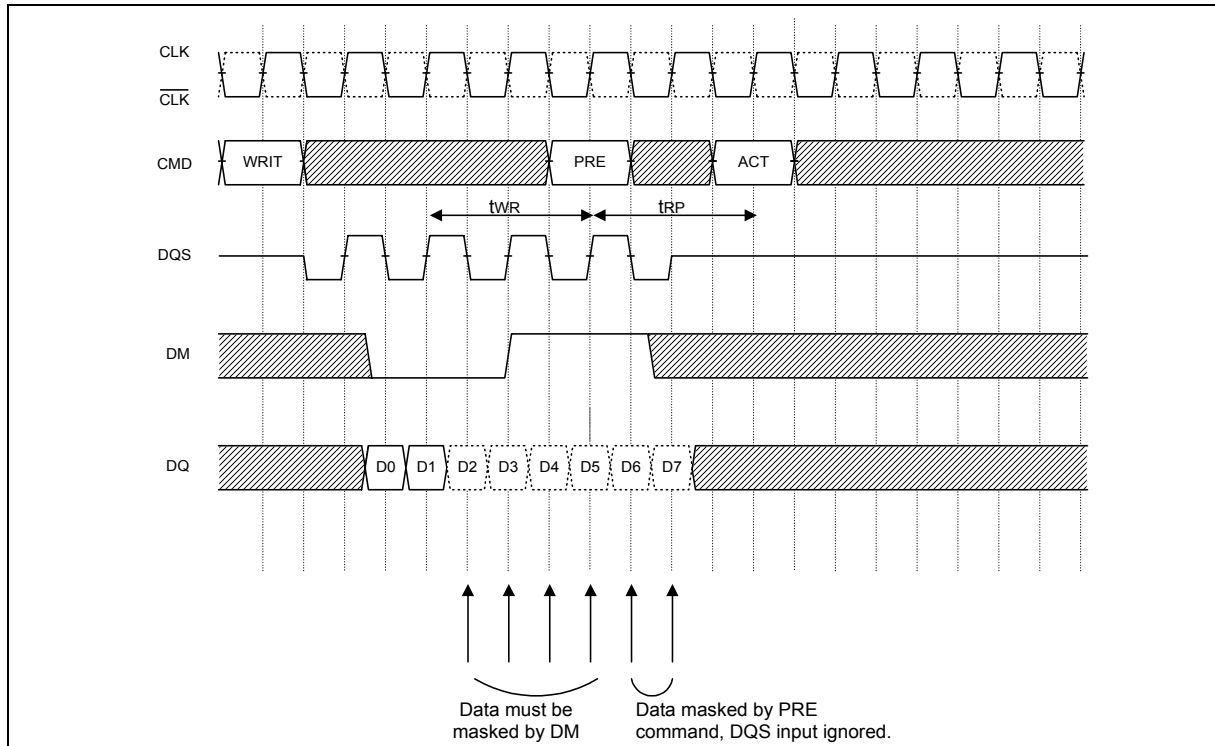 CLK
CLK
CMD
WRIT
PRE
ACT
tWR
tRP
DQS
DM
DQ
D0
D1
D2
D3
D4
D5
D6
D7
Data must be
masked by DM
Data masked by PRE
command, DQS input ignored.